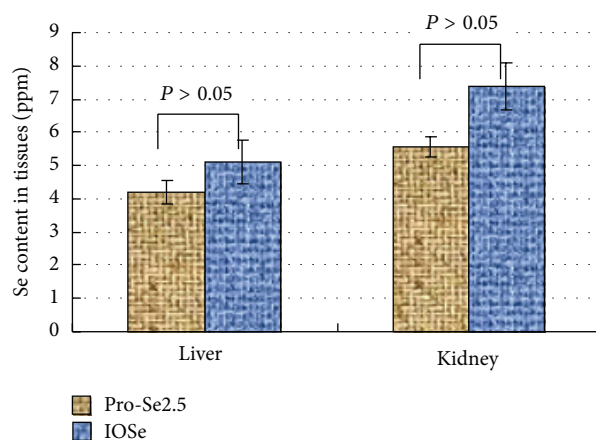 9
8
7
6
5
4
3
2
1
0
Se content in tissues (ppm)
P > 0.05
P > 0.05
Liver
Kidney
Pro-Se2.5
IOSe